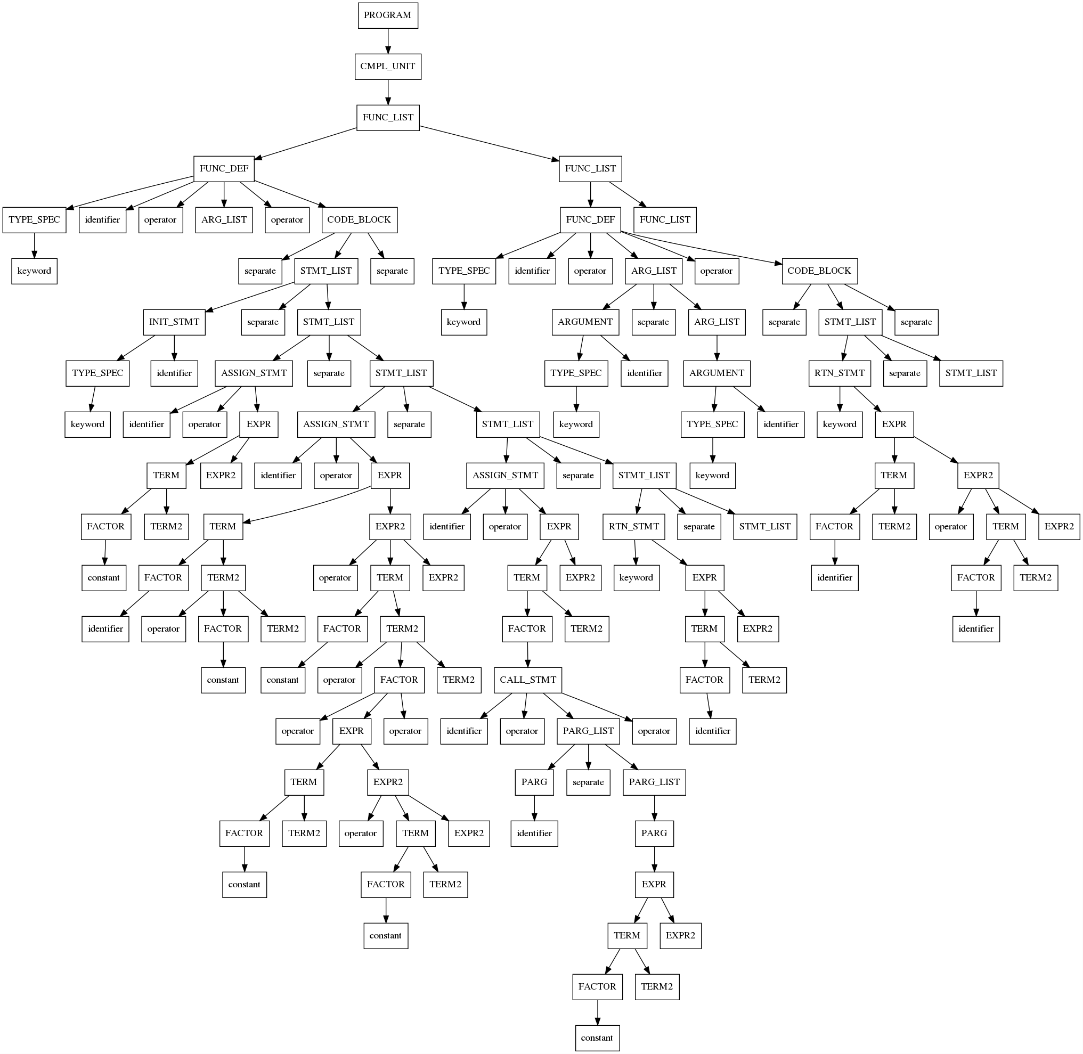 PROGRAM
CMPL_UNIT
FUNC_LIST
FUNC_DEF FUNC_LIST
TYPE_SPEC identifier operator ARG_LIST operator CODE_BLOCK FUNC_DEF FUNC_LIST
keyword separate STMT_LIST separate TYPE_SPEC identifier operator ARG_LIST operator CODE_BLOCK
INIT_STMT separate STMT_LIST keyword ARGUMENT separate ARG_LIST separate STMT_LIST separate
TYPE_SPEC identifier ASSIGN_STMT separate STMT_LIST TYPE_SPEC identifier ARGUMENT RTN_STMT separate STMT_LIST
keyword identifier operator EXPR ASSIGN_STMT separate STMT_LIST keyword TYPE_SPEC identifier keyword EXPR
TERM EXPR2 identifier operator EXPR ASSIGN_STMT separate STMT_LIST keyword TERM EXPR2
FACTOR TERM2 TERM EXPR2 identifier operator EXPR RTN_STMT separate STMT_LIST FACTOR TERM2 operator TERM EXPR2
constant FACTOR TERM2 operator TERM EXPR2 TERM EXPR2 keyword EXPR identifier FACTOR TERM2
identifier operator FACTOR TERM2 FACTOR TERM2 FACTOR TERM2 TERM EXPR2 identifier
constant constant operator FACTOR TERM2 CALL_STMT FACTOR TERM2
operator EXPR operator identifier operator PARG_LIST operator identifier
TERM EXPR2 PARG separate PARG_LIST
FACTOR TERM2 operator TERM EXPR2 identifier PARG
constant FACTOR TERM2 EXPR
constant TERM EXPR2
FACTOR TERM2
constant